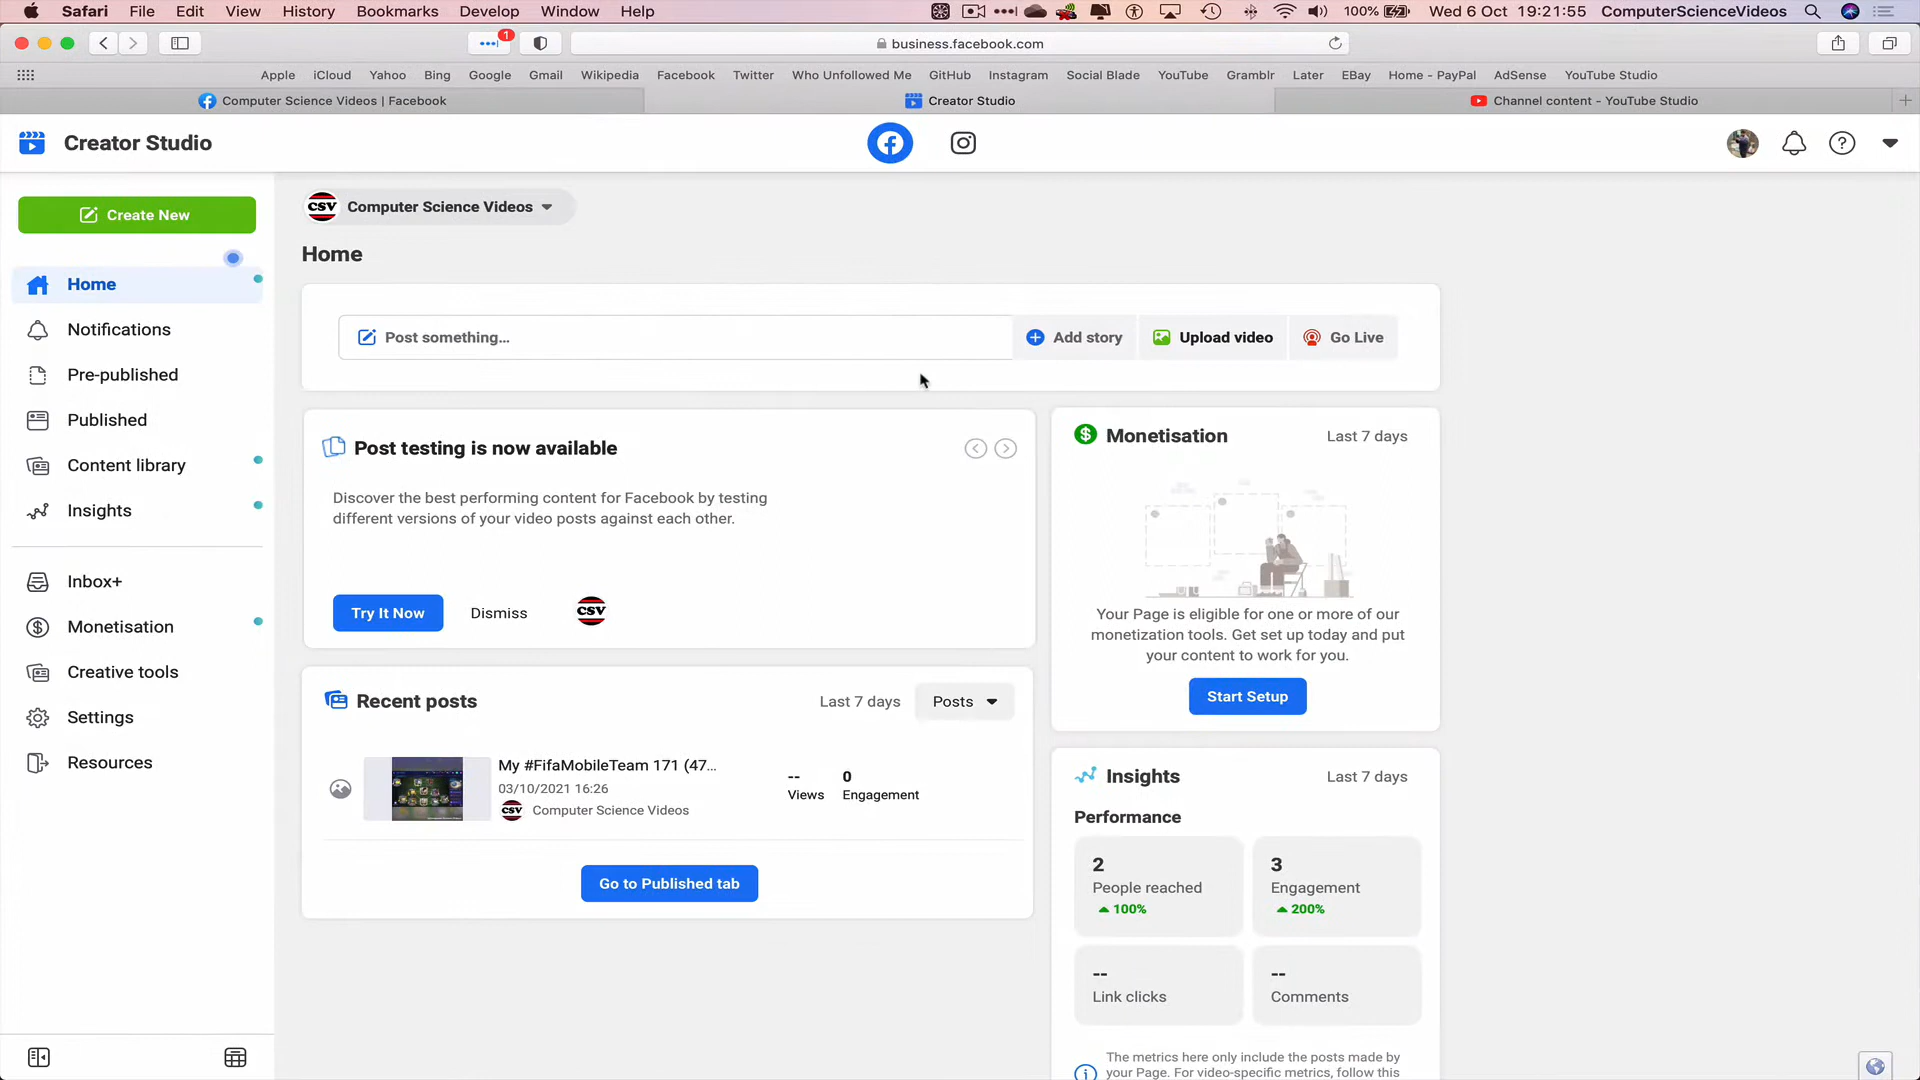 Safari File Edit View History Bookmarks Develop Window Help 100% Wed 6 Oct 19:21:55 ComputerScienceVideos
1 business.facebook.com
Apple iCloud Yahoo Bing Google Gmail Wikipedia Facebook Twitter Who Unfollowed Me GitHub Instagram Social Blade YouTube Gramblr Later EBay Home - PayPal AdSense YouTube Studio
Computer Science Videos | Facebook Creator Studio Channel content - YouTube Studio
Creator Studio
Create New
Home
Notifications
Pre-published
Published
Content library
Insights
Inbox+
Monetisation
Creative tools
Settings
Resources
CSV Computer Science Videos
Home
Post something... Add story Upload video Go Live
Post testing is now available
Discover the best performing content for Facebook by testing
different versions of your video posts against each other.
Try It Now Dismiss CSV
Recent posts Last 7 days Posts
My #FifaMobileTeam 171 (47...
03/10/2021 16:26
CSV Computer Science Videos
-- 0
Views Engagement
Go to Published tab
Monetisation Last 7 days
Your Page is eligible for one or more of our
monetization tools. Get set up today and put
your content to work for you.
Start Setup
Insights Last 7 days
Performance
2 3
People reached Engagement
100% 200%
-- --
Link clicks Comments
The metrics here only include the posts made by
your Page. For video-specific metrics, follow this